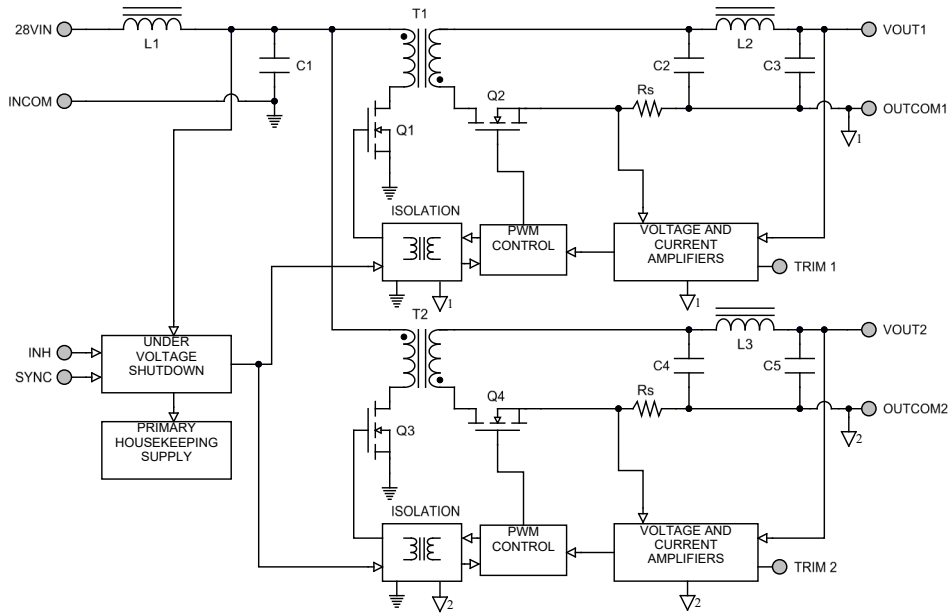 T1
28VIN
L1
C1
INCOM
L2
VOUT1
C2
C3
Q2
Rs
OUTCOM1
1
Q1
ISOLATION
PWM
CONTROL
VOLTAGE AND
CURRENT
AMPLIFIERS
TRIM 1
1
1
T2
L3
VOUT2
INH
SYNC
UNDER
VOLTAGE
SHUTDOWN
C4
C5
Q4
Rs
OUTCOM2
2
PRIMARY
HOUSEKEEPING
SUPPLY
Q3
ISOLATION
PWM
CONTROL
VOLTAGE AND
CURRENT
AMPLIFIERS
TRIM 2
2
2